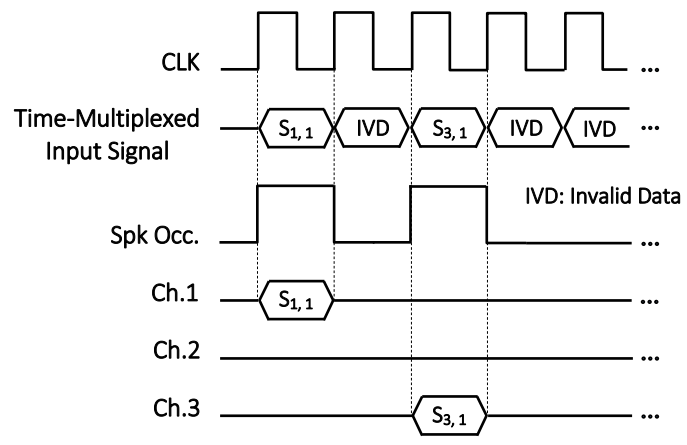 CLK ...
Time-Multiplexed
Input Signal
S1, 1 IVD S3, 1 IVD IVD ...
IVD: Invalid Data
Spk Occ. ...
Ch.1 S1, 1 ...
Ch.2 ...
Ch.3 S3, 1 ...